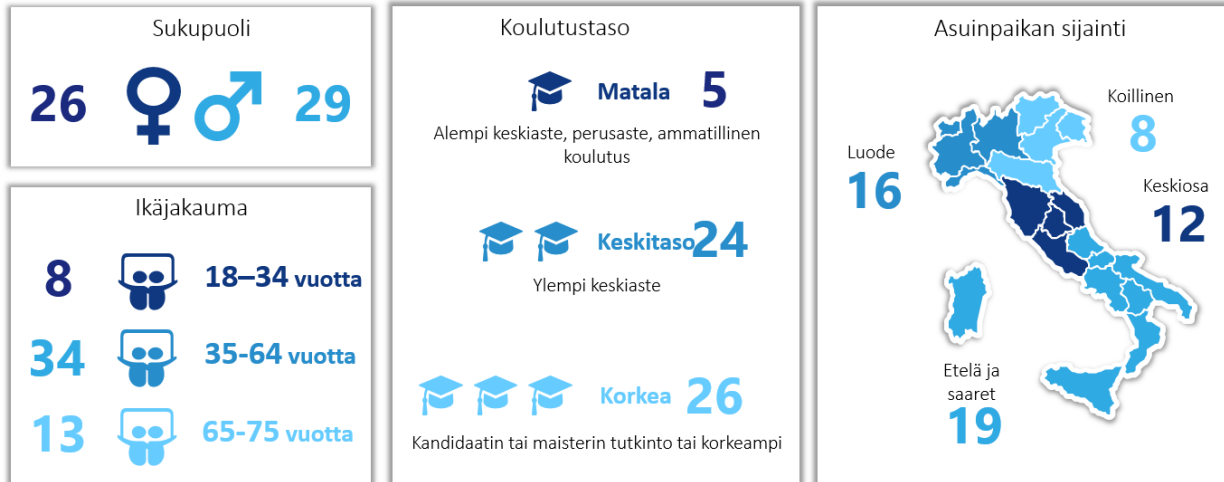 Sukupuoli
26
29
Ikäjakauma
8
18–34 vuotta
34
35-64 vuotta
13
65-75 vuotta
Koulutustaso
Matala 5
Alempi keskiaste, perusaste, ammatillinen
koulutus
Keskitaso 24
Ylempi keskiaste
Korkea 26
Kandidaatin tai maisterin tutkinto tai korkeampi
Asuinpaikan sijainti
Koillinen
8
Luode
16
Keskiosa
12
Etelä ja
saaret
19